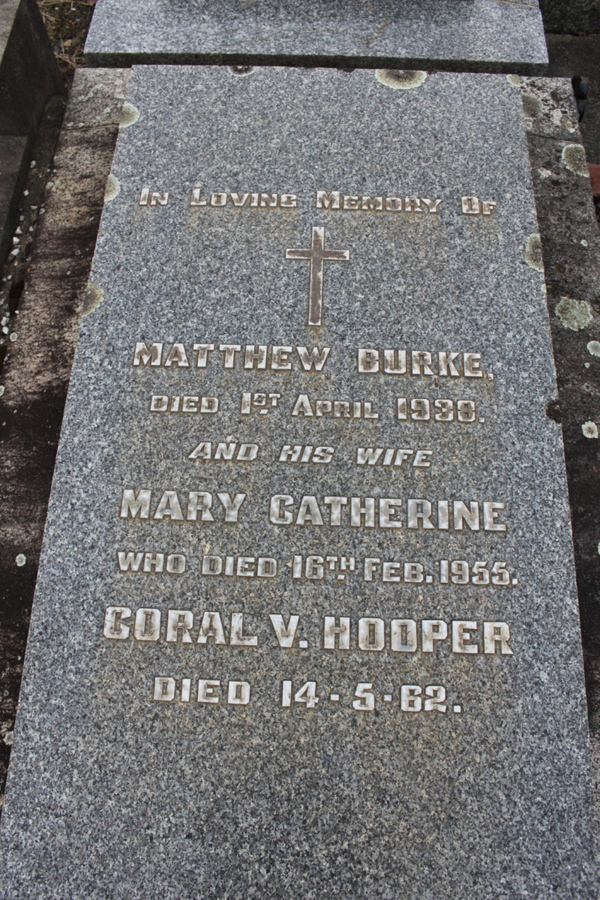 In Loving Memory Of
Matthew Burke.
Died 1st April 1938.
And His Wife
Mary Catherine
Who Died 16th Feb. 1955.
Coral V. Hooper
Died 14-5-62.